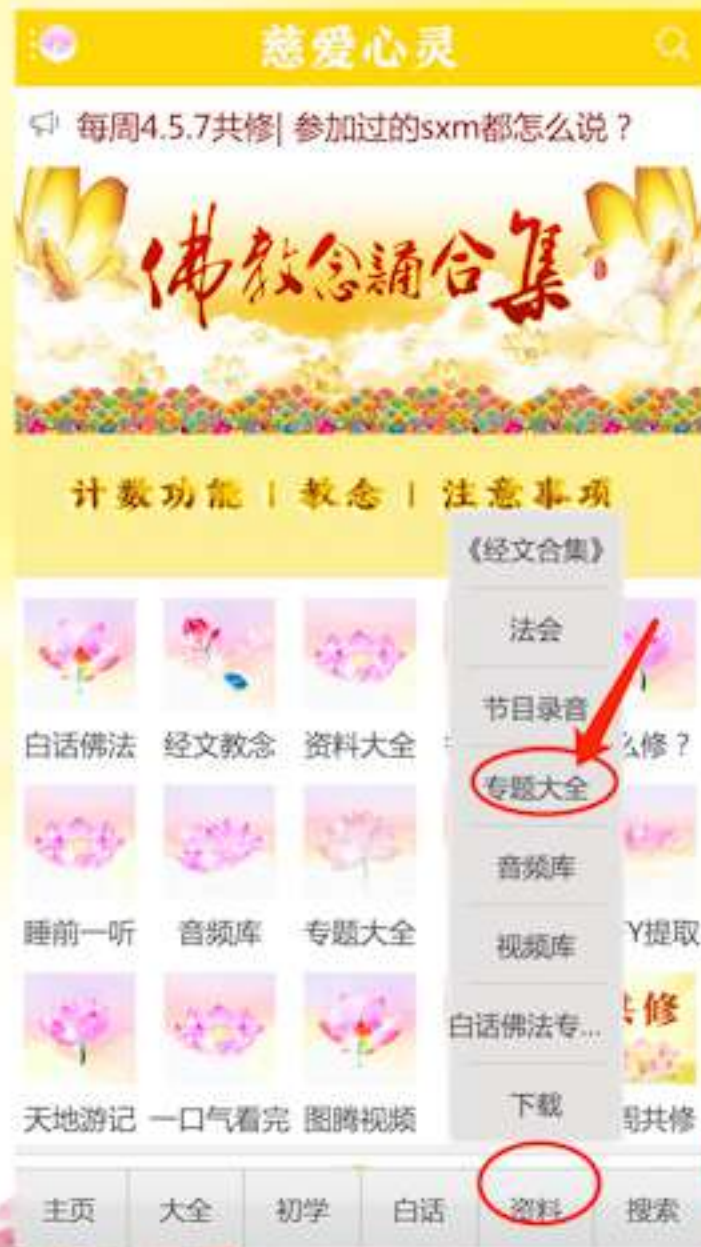 慈爱心灵
每周4.5.7共修| 参加过的sxm都怎么说？
佛教念誦合集
计数功能 | 教念 | 注意事项
《经文合集》
法会
节目录音
专题大全
音频库
视频库
白话佛法专...
下载
白话佛法 经文教念 资料大全 么修？
睡前一听 音频库 专题大全 Y提取
共修
天地游记 一口气看完 图腾视频 周共修
主页 大全 初学 白话 资料 搜索